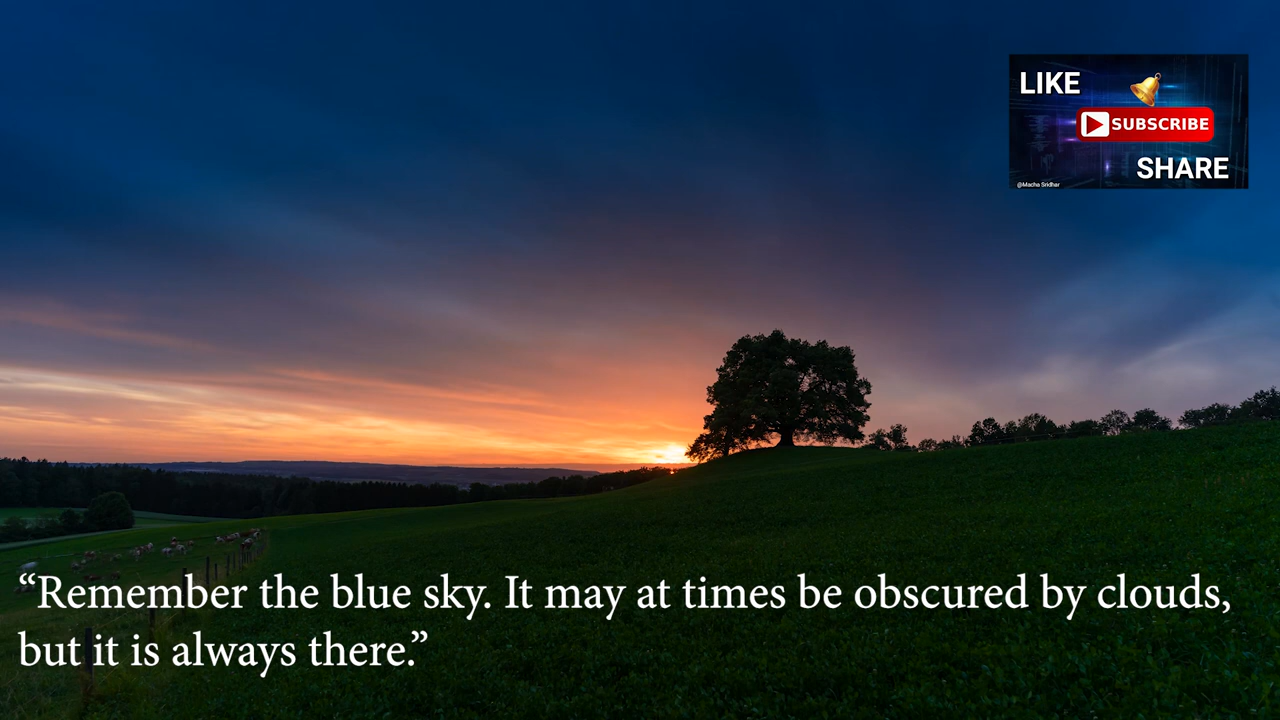 LIKE
SUBSCRIBE
SHARE
@Macha Sridhar
“Remember the blue sky. It may at times be obscured by clouds,
but it is always there.”